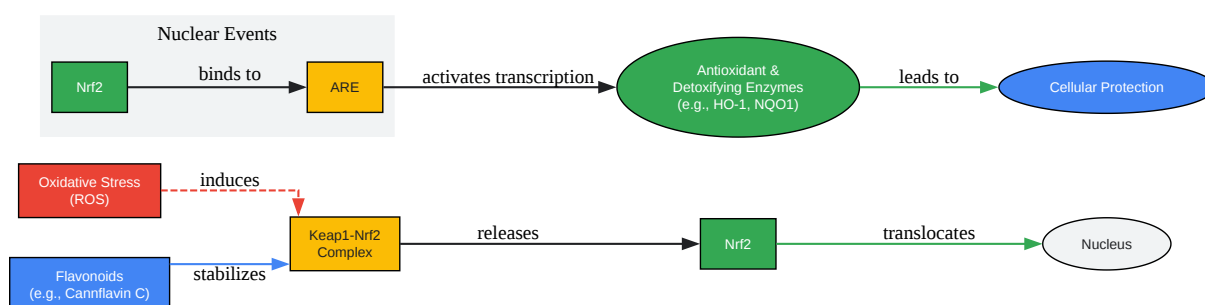 Nuclear Events
Nrf2
binds to
ARE
activates transcription
Antioxidant &
Detoxifying Enzymes
(e.g., HO-1, NQO1)
leads to
Cellular Protection
Oxidative Stress
(ROS)
induces
Keap1-Nrf2
Complex
releases
Nrf2
translocates
Nucleus
Flavonoids
(e.g., Cannflavin C)
stabilizes